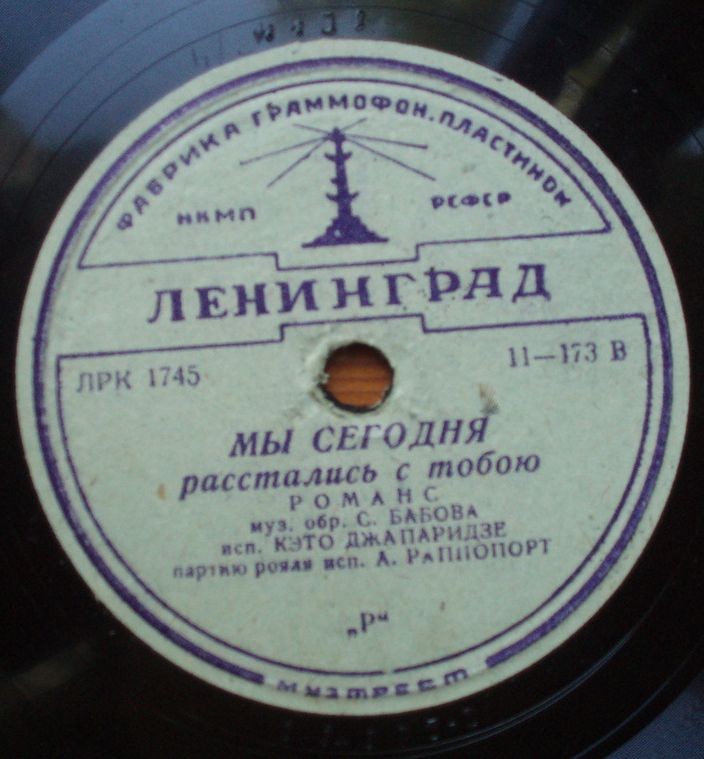 ФАБРИКА ГРАММОФОН. ПЛАСТИНОК
НКМП РСФСР
ЛЕНИНГРАД
ЛРК 1745 11—173 В
МЫ СЕГОДНЯ
расстались с тобою
РОМАНС
муз. обр. С. БАБОВА
исп. КЭТО ДЖАПАРИДЗЕ
партию рояля исп. А. РАППОПОРТ
„Р“
МУЗТРЕСТ